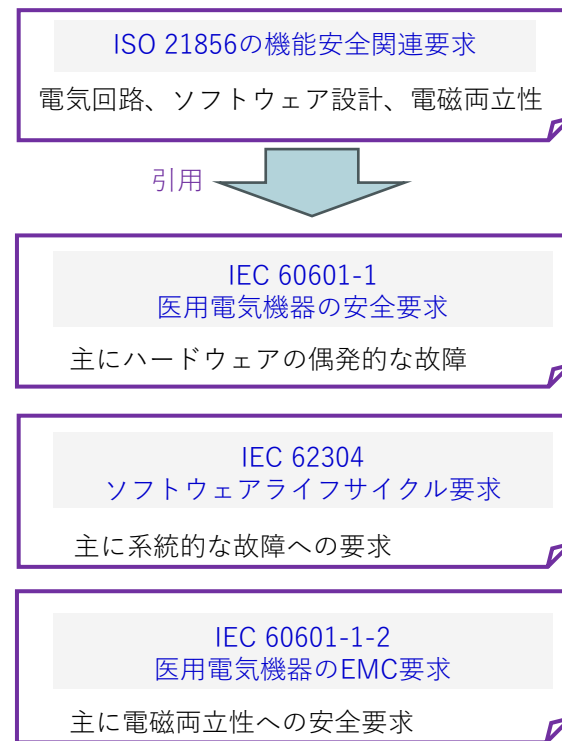 ISO 21856の機能安全関連要求
電気回路、ソフトウェア設計、電磁両立性
引用
IEC 60601-1
医用電気機器の安全要求
主にハードウェアの偶発的な故障
IEC 62304
ソフトウェアライフサイクル要求
主に系統的な故障への要求
IEC 60601-1-2
医用電気機器のEMC要求
主に電磁両立性への安全要求